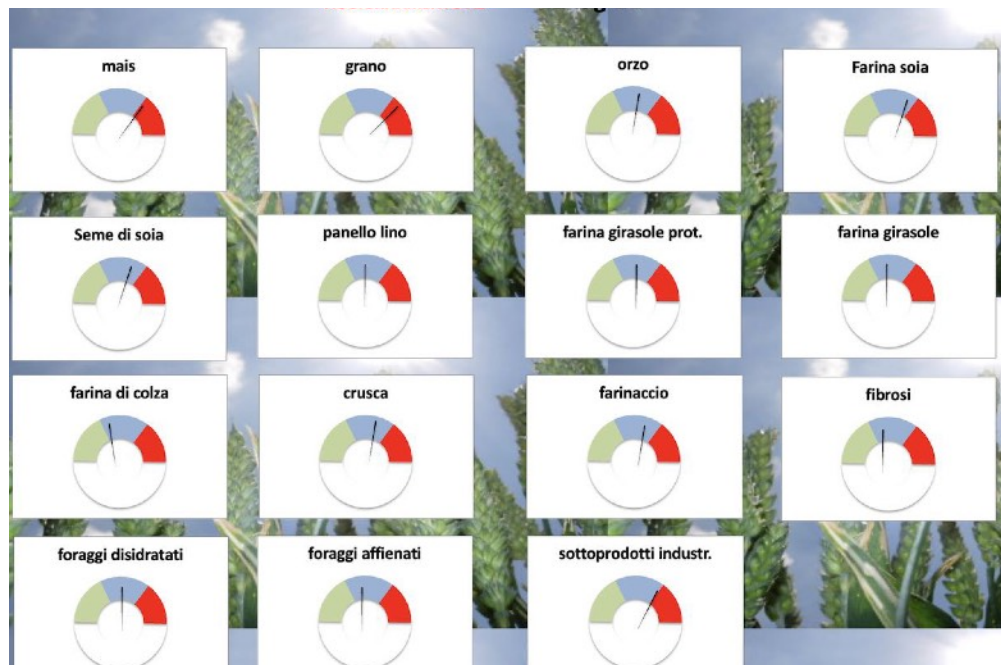 mais
grano
orzo
Farina soia
Seme di soia
panello lino
farina girasole prot.
farina girasole
farina di colza
crusca
farinaccio
fibrosi
foraggi disidratati
foraggi affienati
sottoprodotti industr.